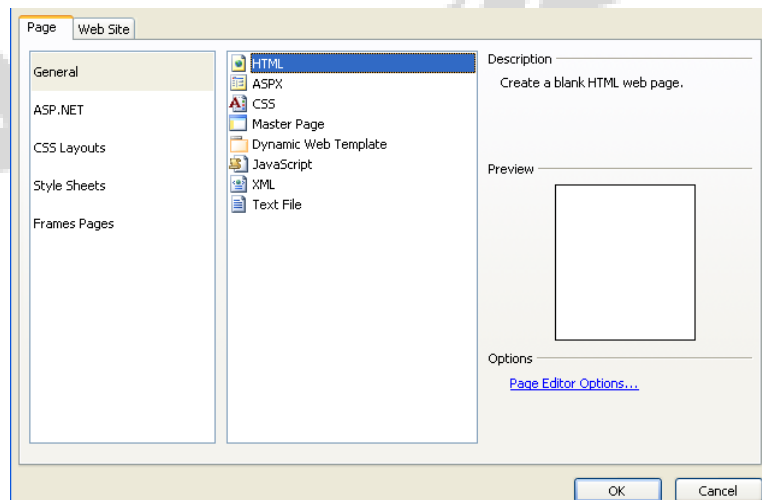 Page
Web Site
General
ASP.NET
CSS Layouts
Style Sheets
Frames Pages
HTML
ASPX
CSS
Master Page
Dynamic Web Template
JavaScript
XML
Text File
Description
Create a blank HTML web page.
Preview
Options
Page Editor Options...
OK
Cancel